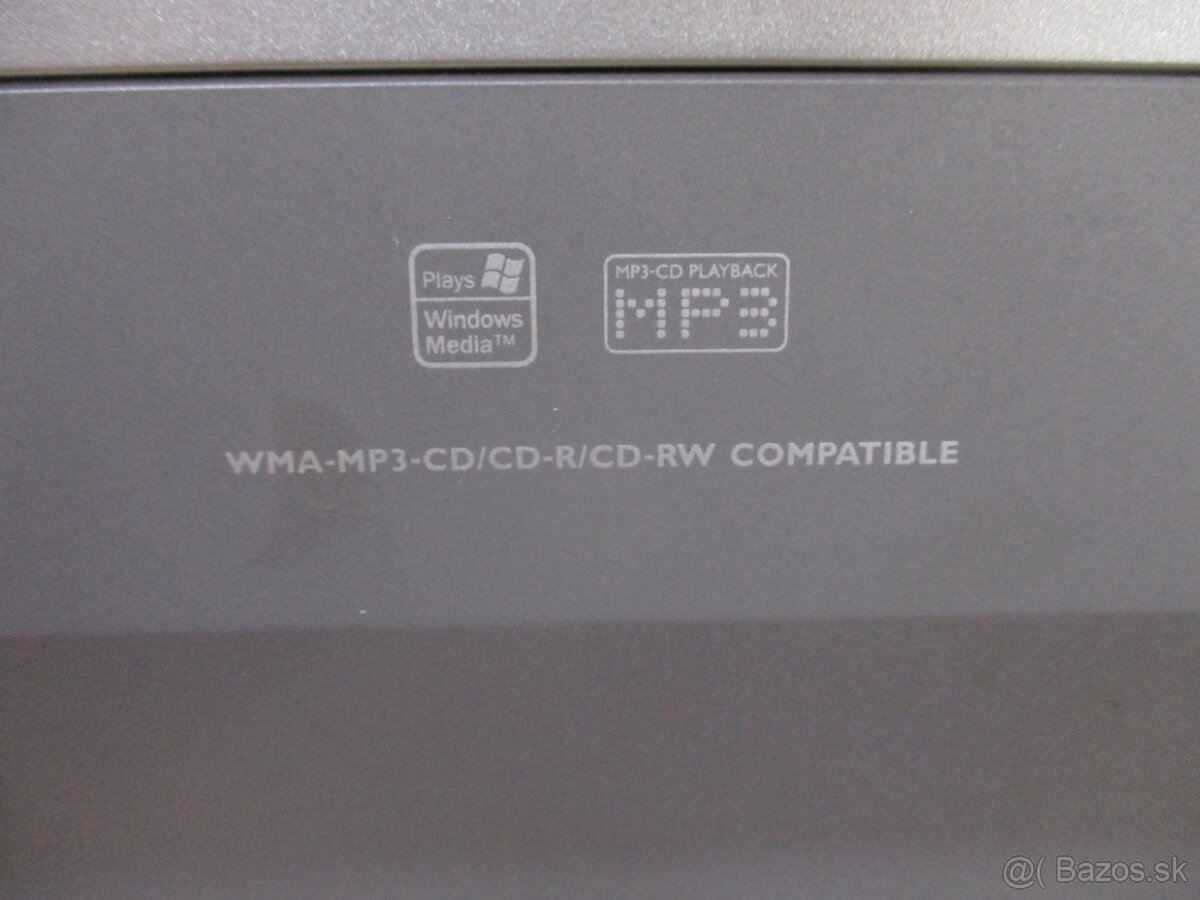 Plays
Windows
Media™
MP3-CD PLAYBACK
MP3
WMA-MP3-CD/CD-R/CD-RW COMPATIBLE
@( Bazos.sk